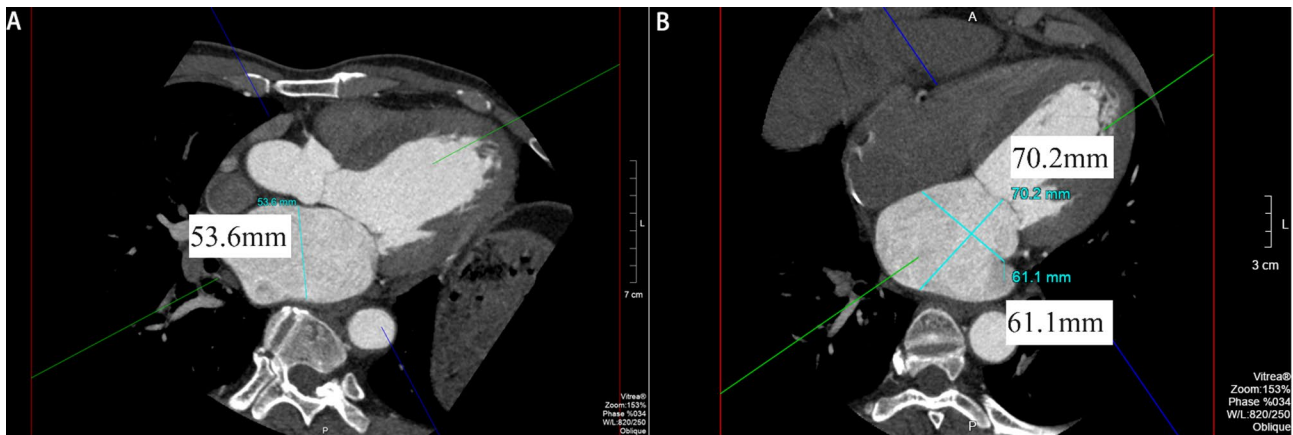 A
53.6 mm
53.6mm
L
7 cm
Vitrea®
Zoom:153%
Phase %034
W/L:820/250
Oblique
P
B
A
70.2mm
70.2 mm
L
3 cm
61.1 mm
61.1mm
Vitrea®
Zoom:153%
Phase %034
W/L:820/250
Oblique
P